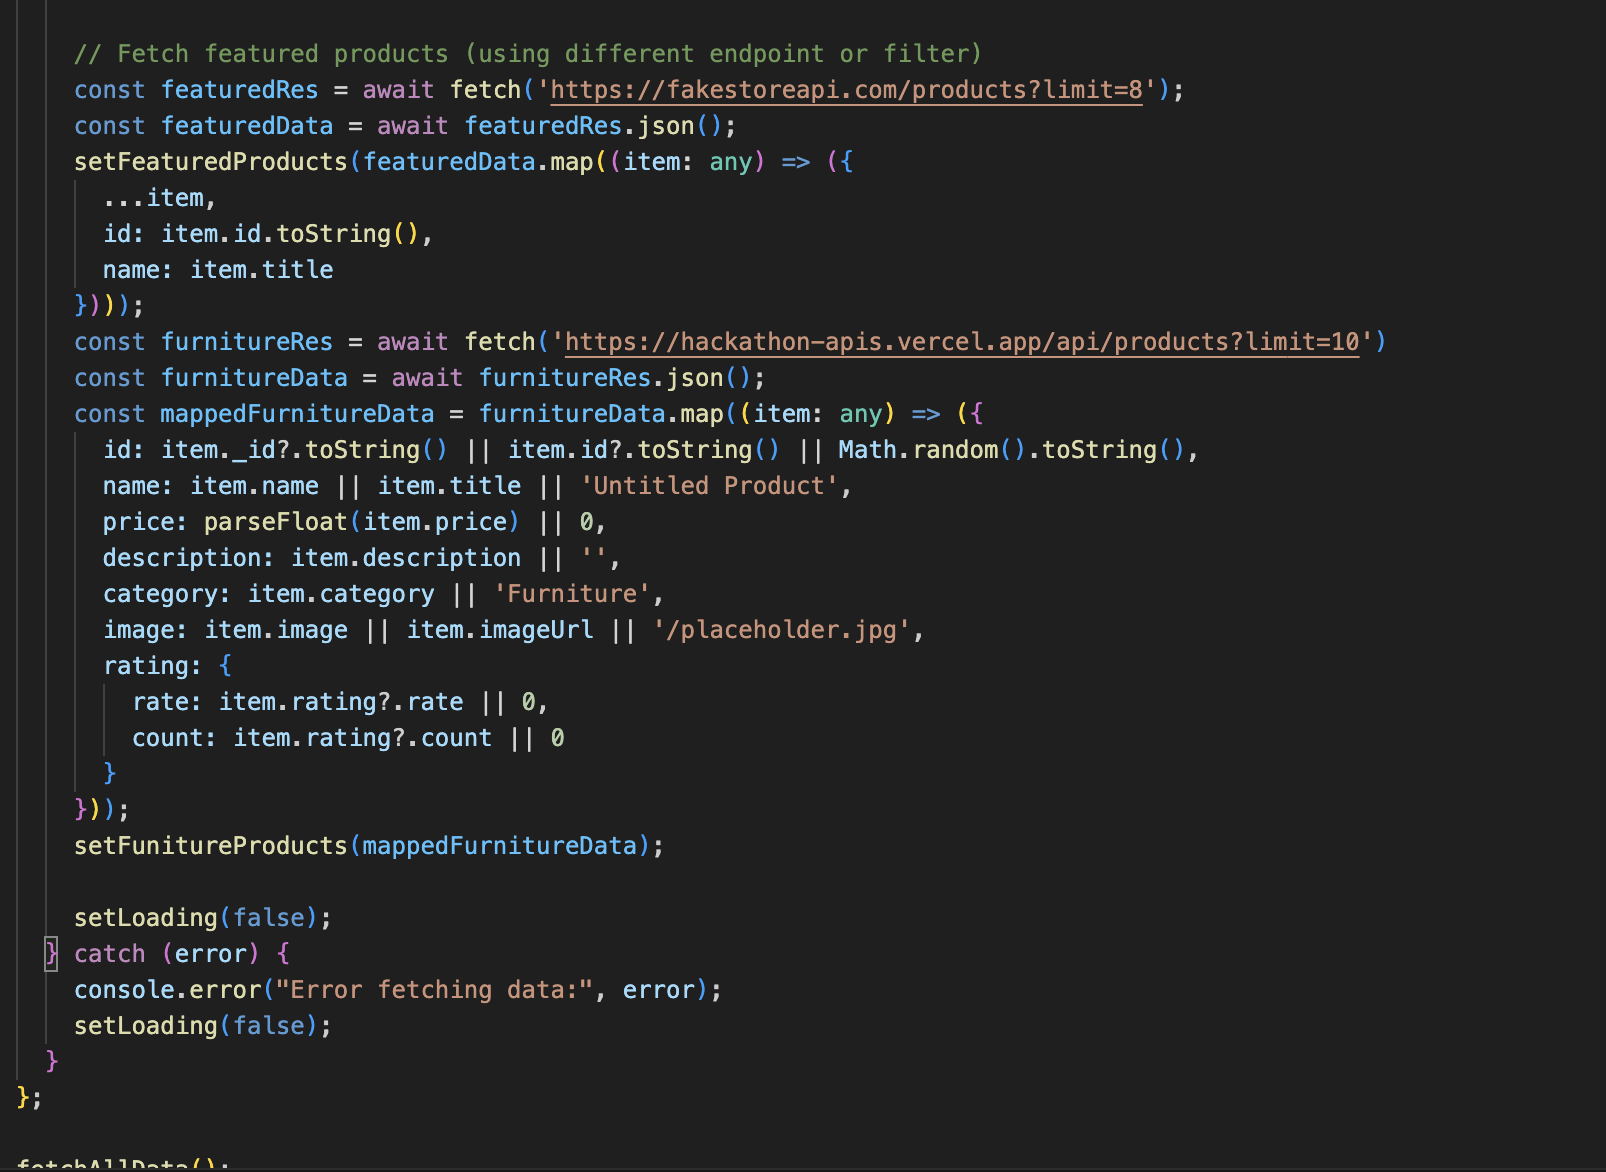 // Fetch featured products (using different endpoint or filter)
const featuredRes = await fetch('https://fakestoreapi.com/products?limit=8');
const featuredData = await featuredRes.json();
setFeaturedProducts(featuredData.map((item: any) => ({
...item,
id: item.id.toString(),
name: item.title
})));
const furnitureRes = await fetch('https://hackathon-apis.vercel.app/api/products?limit=10')
const furnitureData = await furnitureRes.json();
const mappedFurnitureData = furnitureData.map((item: any) => ({
id: item._id?.toString() || item.id?.toString() || Math.random().toString(),
name: item.name || item.title || 'Untitled Product',
price: parseFloat(item.price) || 0,
description: item.description || '',
category: item.category || 'Furniture',
image: item.image || item.imageUrl || '/placeholder.jpg',
rating: {
rate: item.rating?.rate || 0,
count: item.rating?.count || 0
}
}));
setFunitureProducts(mappedFurnitureData);
setLoading(false);
} catch (error) {
console.error("Error fetching data:", error);
setLoading(false);
}
};
fetchAllData();